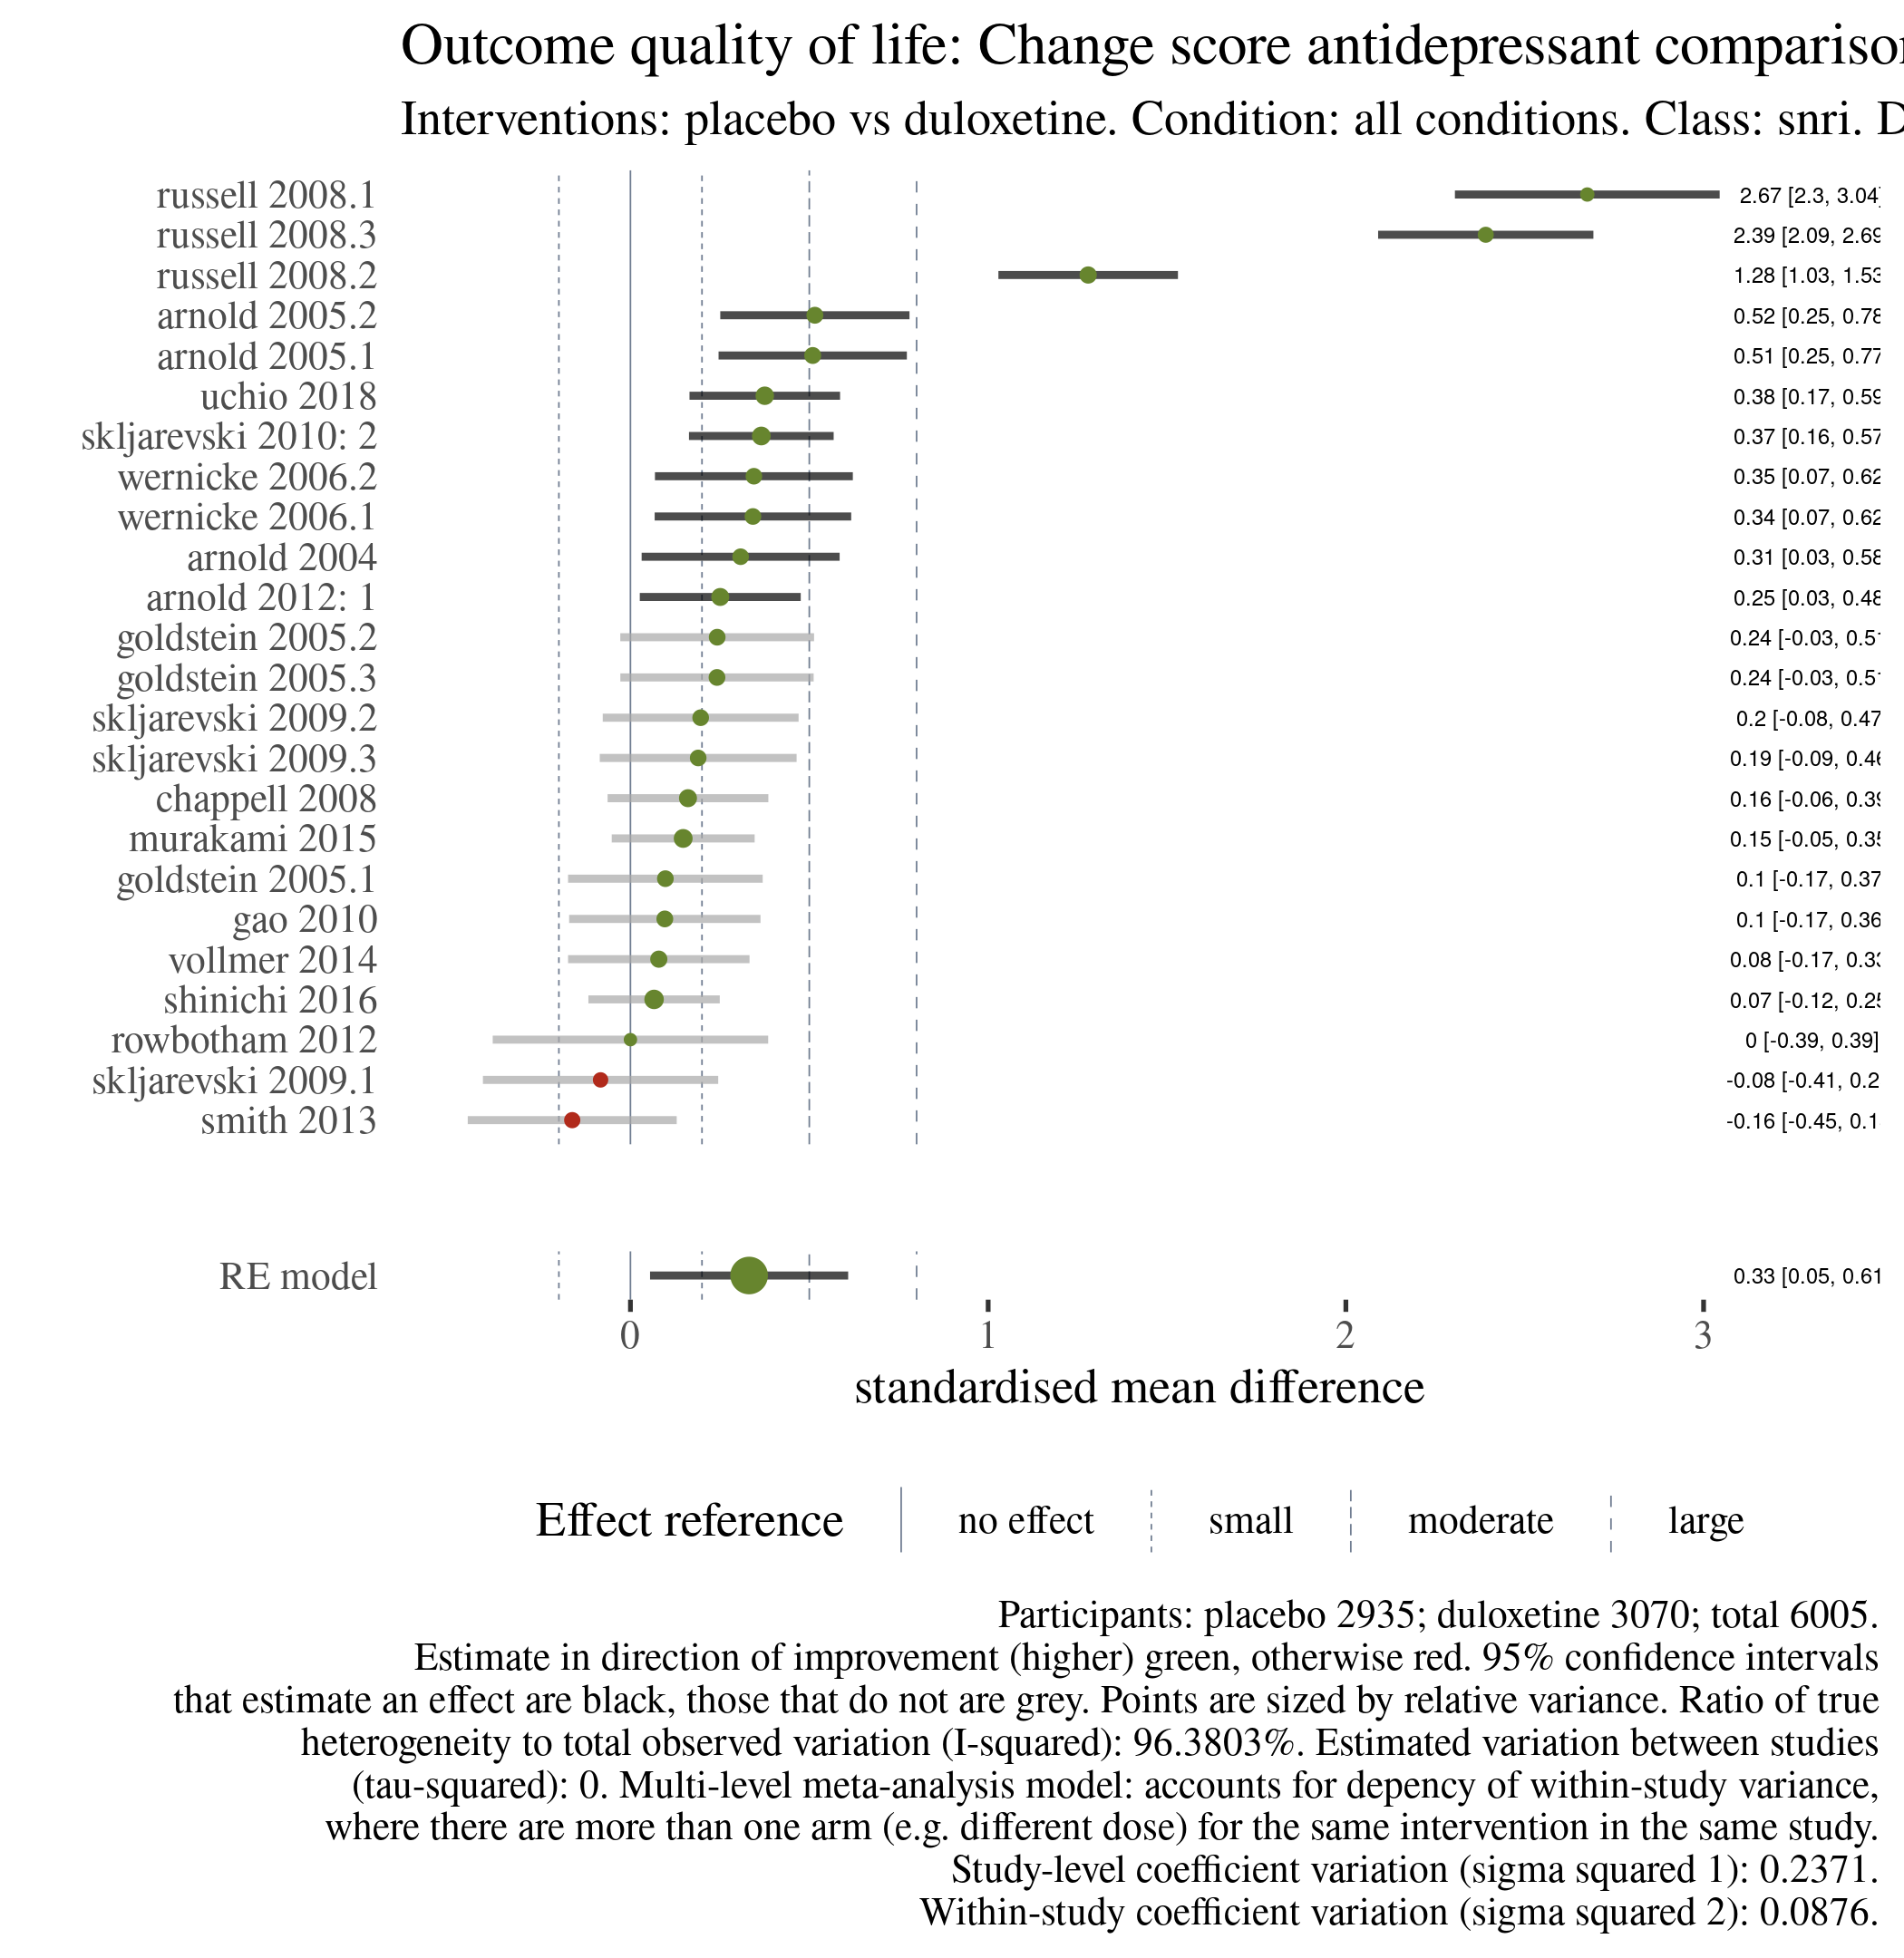 Outcome quality of life: Change score antidepressant compariso
Interventions: placebo vs duloxetine. Condition: all conditions. Class: snri. D
russell 2008.1 2.67 [2.3, 3.04]
russell 2008.3 2.39 [2.09, 2.69
russell 2008.2 1.28 [1.03, 1.53
arnold 2005.2 0.52 [0.25, 0.78
arnold 2005.1 0.51 [0.25, 0.77
uchio 2018 0.38 [0.17, 0.59
skljarevski 2010: 2 0.37 [0.16, 0.57
wernicke 2006.2 0.35 [0.07, 0.62
wernicke 2006.1 0.34 [0.07, 0.62
arnold 2004 0.31 [0.03, 0.58
arnold 2012: 1 0.25 [0.03, 0.48
goldstein 2005.2 0.24 [-0.03, 0.51
goldstein 2005.3 0.24 [-0.03, 0.51
skljarevski 2009.2 0.2 [-0.08, 0.47
skljarevski 2009.3 0.19 [-0.09, 0.46
chappell 2008 0.16 [-0.06, 0.39
murakami 2015 0.15 [-0.05, 0.35
goldstein 2005.1 0.1 [-0.17, 0.37
gao 2010 0.1 [-0.17, 0.36
vollmer 2014 0.08 [-0.17, 0.33
shinichi 2016 0.07 [-0.12, 0.25
rowbotham 2012 0 [-0.39, 0.39]
skljarevski 2009.1 -0.08 [-0.41, 0.2
smith 2013 -0.16 [-0.45, 0.1
RE model 0.33 [0.05, 0.61
0 1 2 3
standardised mean difference
Effect reference no effect small moderate large
Participants: placebo 2935; duloxetine 3070; total 6005.
Estimate in direction of improvement (higher) green, otherwise red. 95% confidence intervals
that estimate an effect are black, those that do not are grey. Points are sized by relative variance. Ratio of true
heterogeneity to total observed variation (I-squared): 96.3803%. Estimated variation between studies
(tau-squared): 0. Multi-level meta-analysis model: accounts for depency of within-study variance,
where there are more than one arm (e.g. different dose) for the same intervention in the same study.
Study-level coefficient variation (sigma squared 1): 0.2371.
Within-study coefficient variation (sigma squared 2): 0.0876.